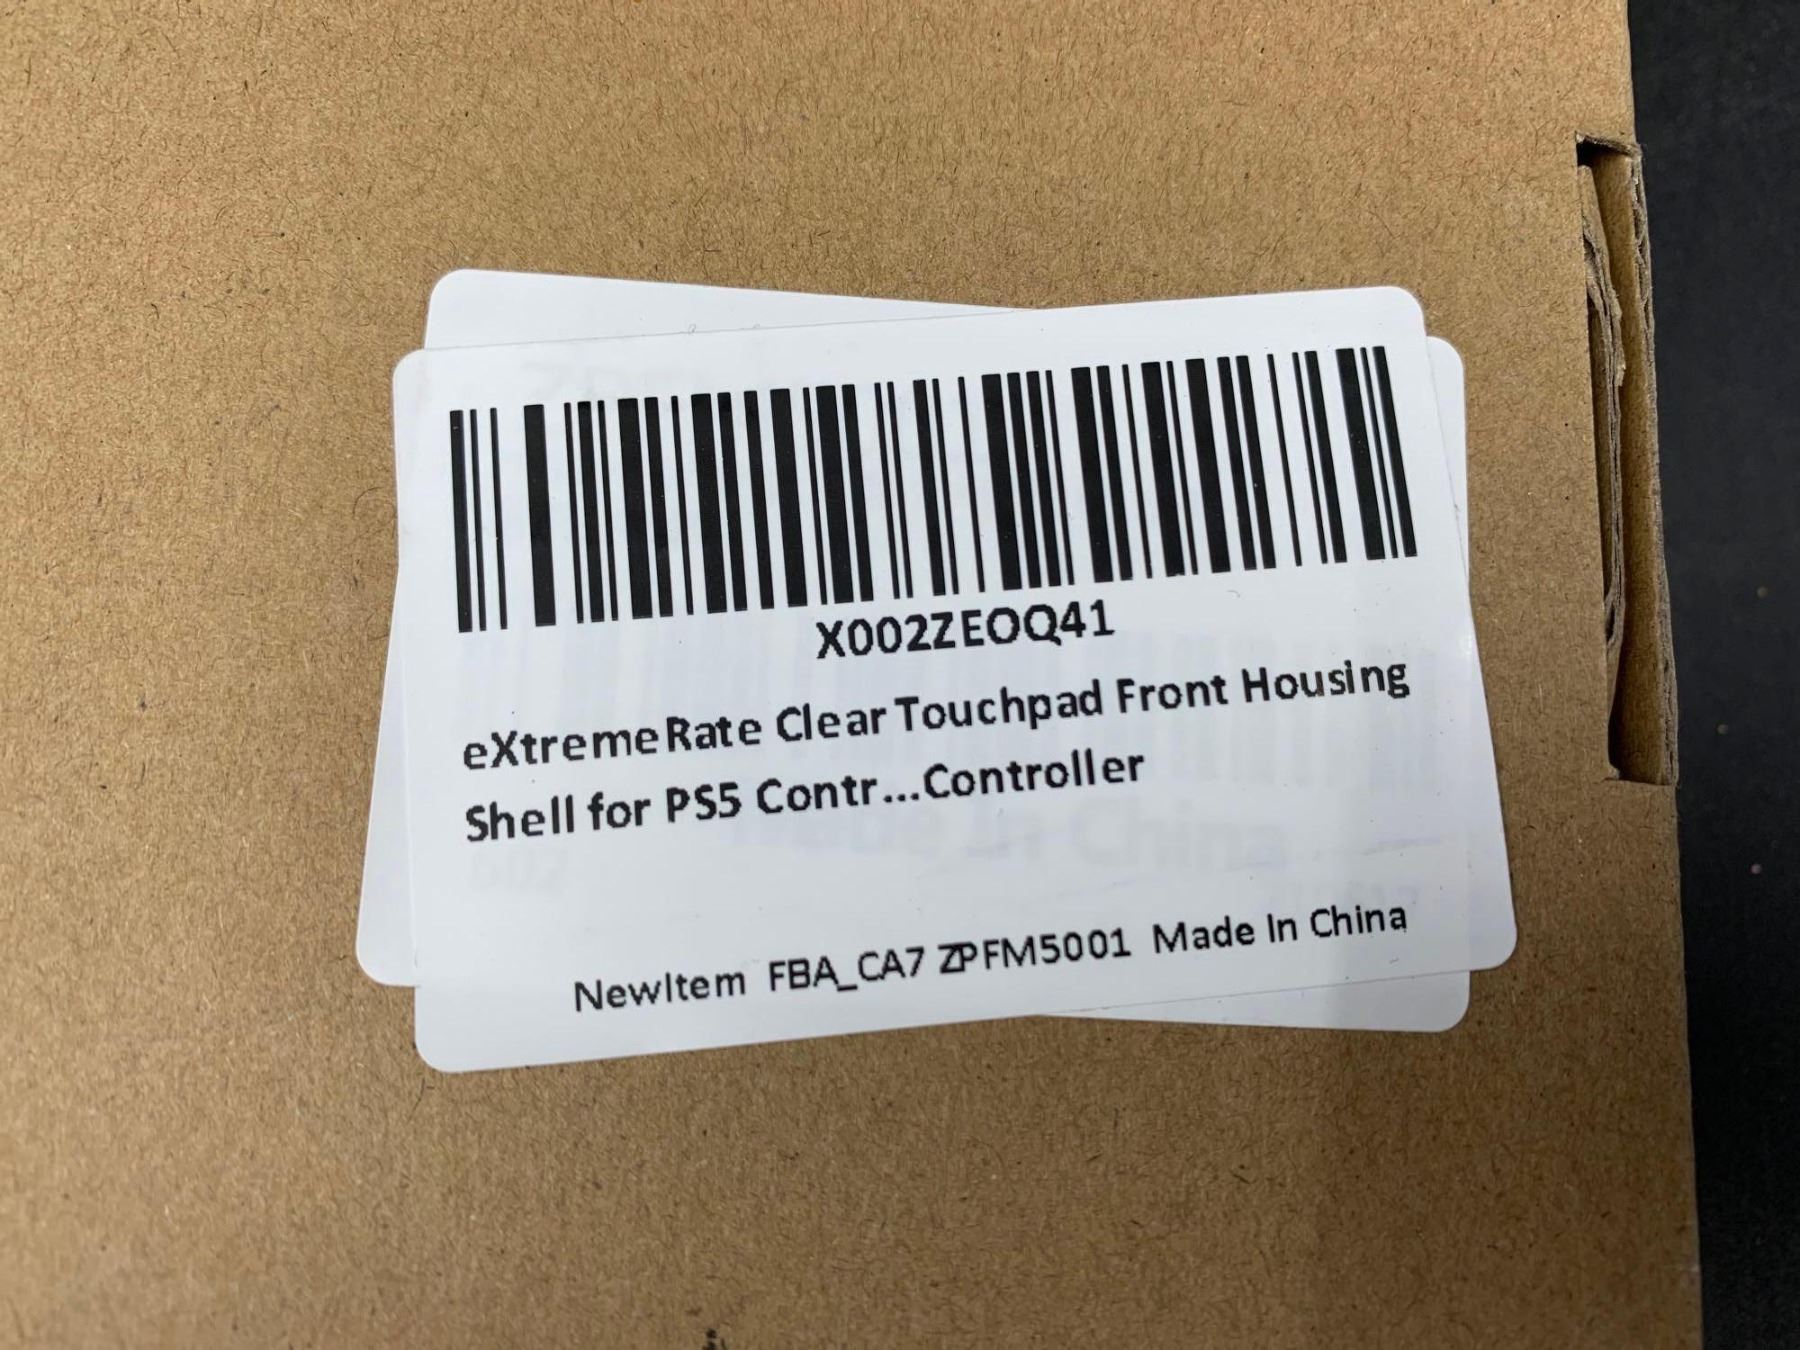 X002ZEOQ41
eXtremeRate Clear Touchpad Front Housing
Shell for PS5 Contr...Controller
NewItem FBA_CA7 ZPFM5001 Made In China